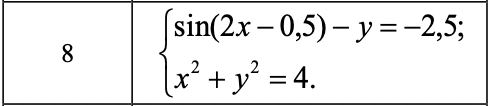 8
sin(2x – 0,5) – y = –2,5;
x² + y² = 4.